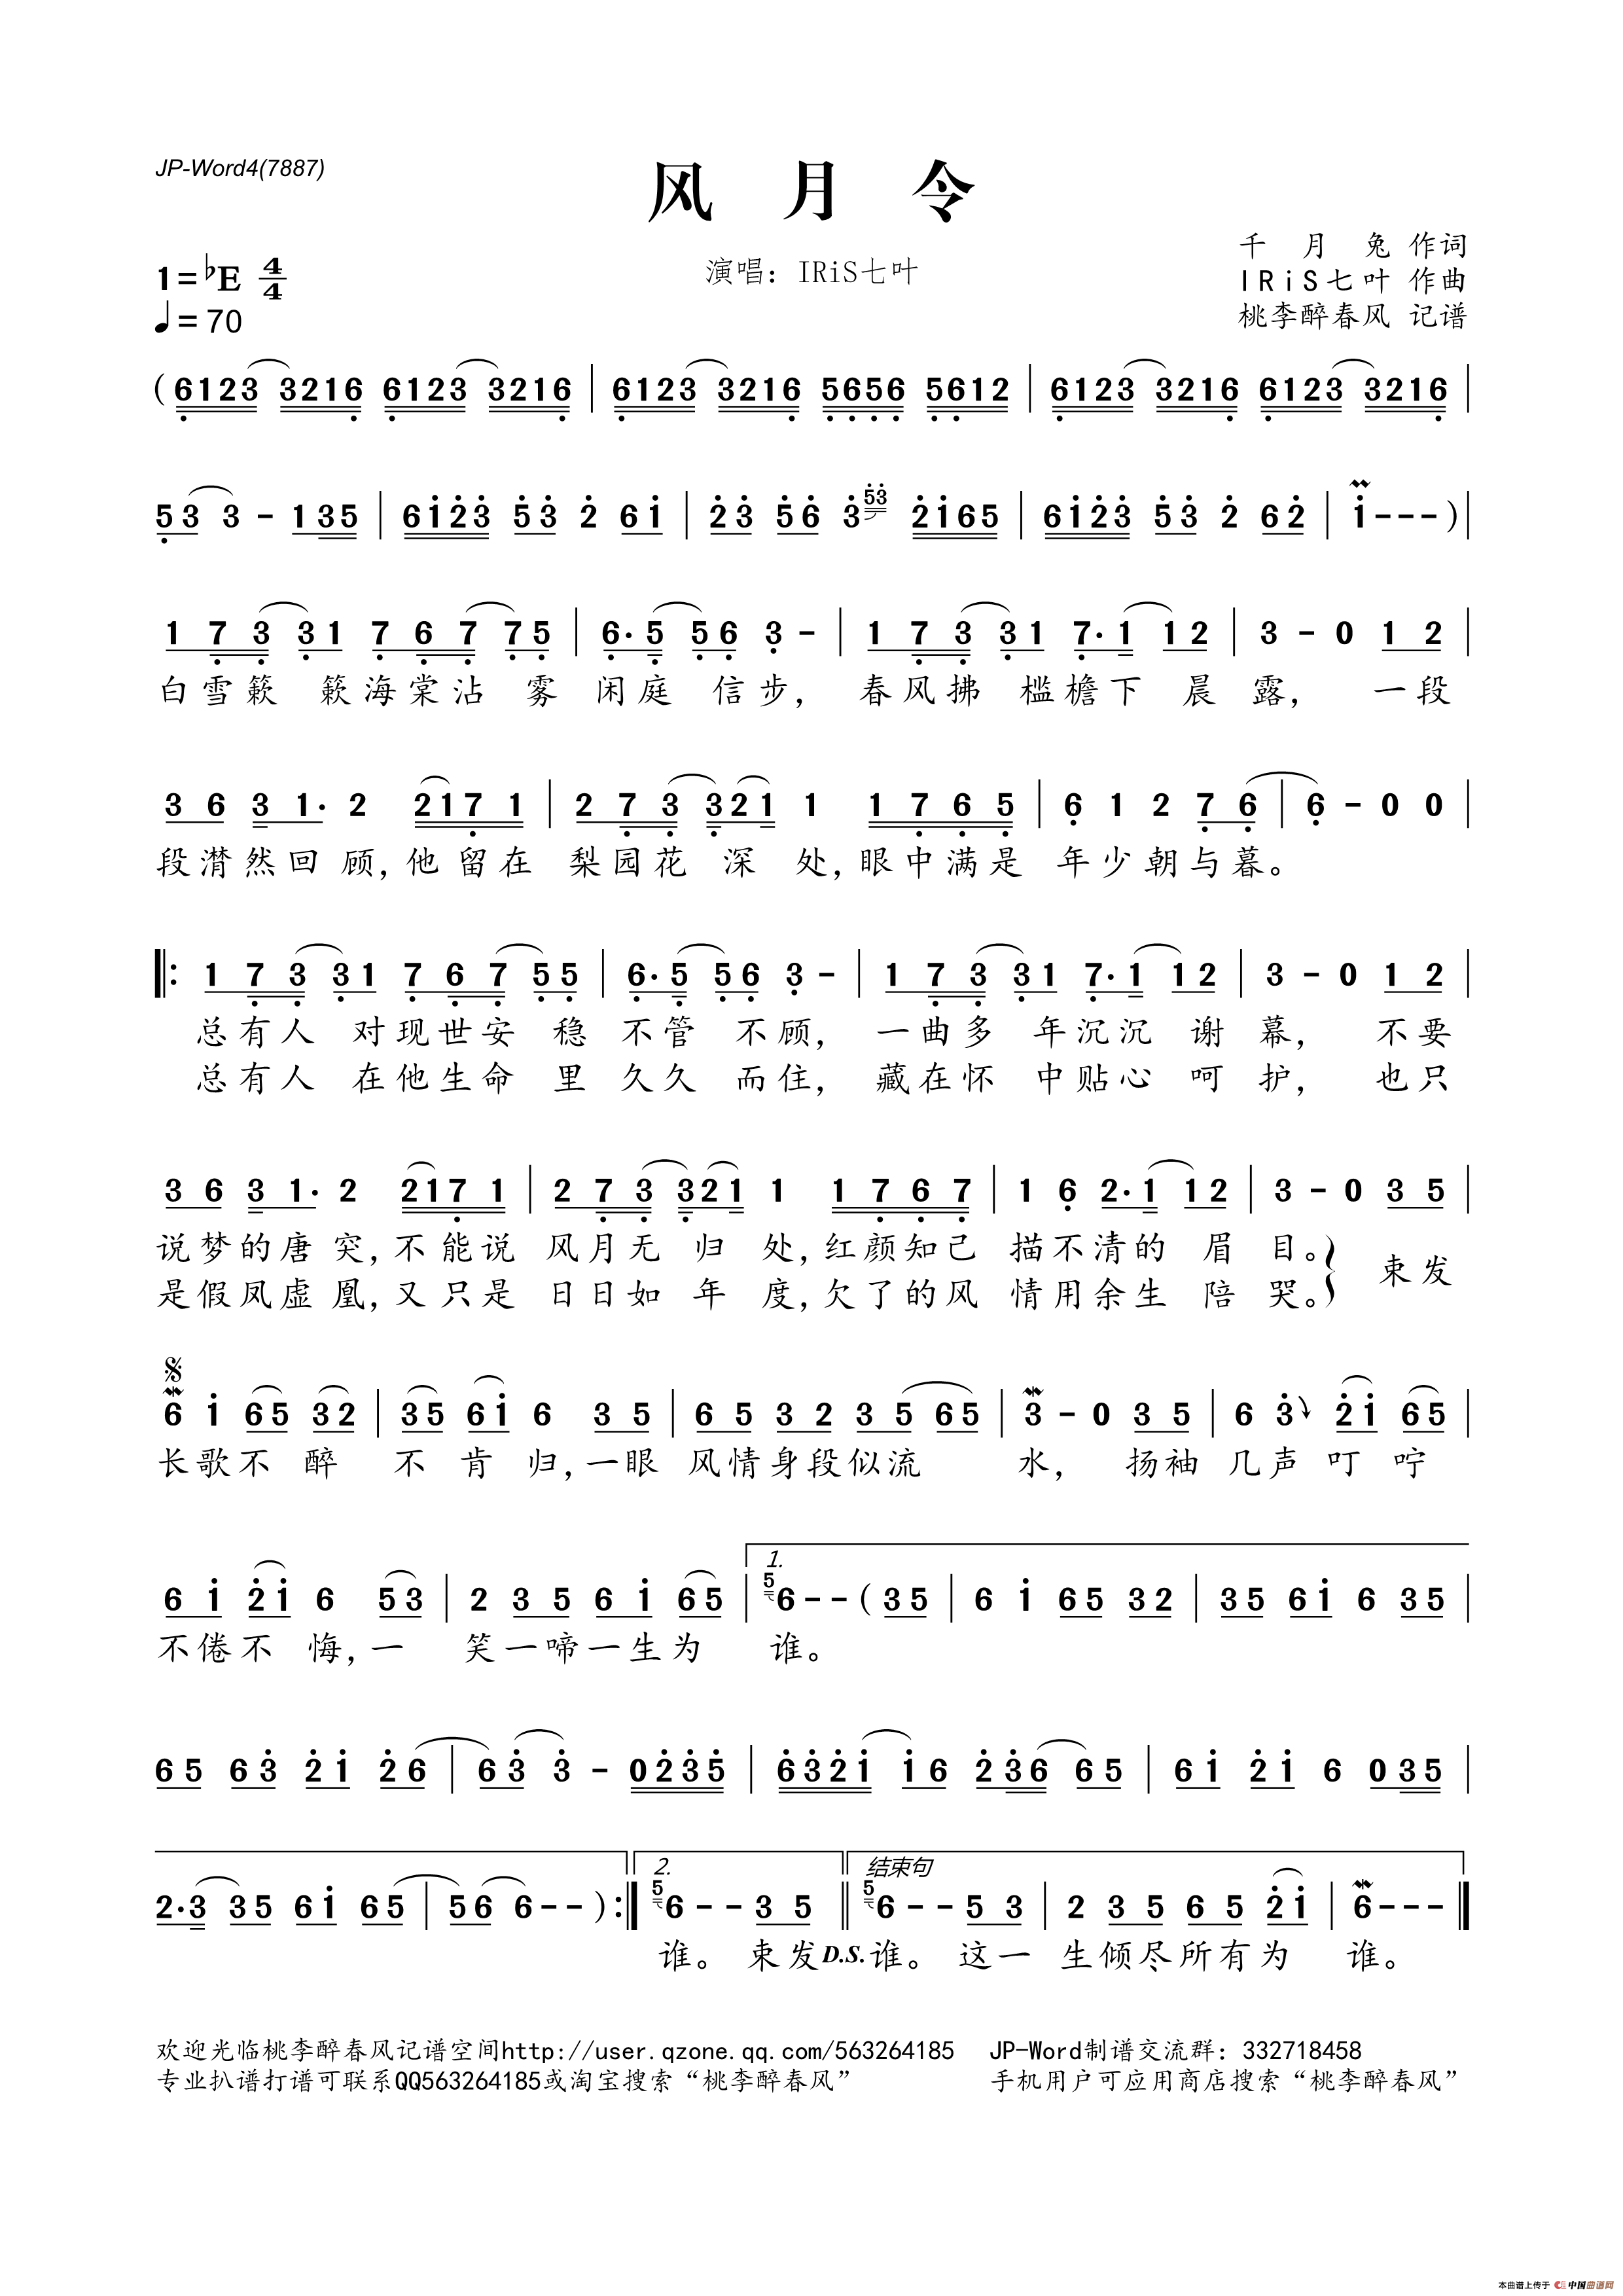 JP-Word4(7887)
风 月 令
千 月 兔 作词
1=♭E 4/4
演唱：IRiS七叶
IRiS七叶 作曲
♩=70
桃李醉春风 记谱
(6123 3216 6123 3216 | 6123 3216 5656 5612 | 6123 3216 6123 3216 |
53 3 - 135 | 6123 53 2 61 | 23 56 3 53 2165 | 6123 53 2 62 | 1 - - - ) |
1 7 3 31 7 6 7 75 | 6· 5 56 3 - | 1 7 3 31 7· 1 12 | 3 - 0 1 2 |
白雪簌 簌海棠沾 雾 闲庭 信步， 春风拂 槛檐下 晨 露， 一段
3 6 3 1· 2 217 1 | 2 7 3 321 1 1 7 6 5 | 6 1 2 7 6 | 6 - 0 0 |
段潸然回 顾，他 留在 梨园花 深 处，眼中满是 年少朝与暮。
‖: 1 7 3 31 7 6 7 55 | 6· 5 56 3 - | 1 7 3 31 7· 1 12 | 3 - 0 1 2 |
总有人 对现世安 稳 不管 不顾， 一曲多 年沉沉 谢 幕， 不要
总有人 在他生命 里 久久 而住， 藏在怀 中贴心 呵 护， 也只
3 6 3 1· 2 217 1 | 2 7 3 321 1 1 7 6 7 | 1 6 2· 1 12 | 3 - 0 3 5 |
说梦的唐 突，不能说 风月无 归 处，红颜知己 描不清的 眉 目。
束发
是假凤虚 凰，又只是 日日如 年 度，欠了的风 情用余生 陪 哭。
6 1 65 32 | 35 61 6 3 5 | 6 5 3 2 3 5 65 | 3 - 0 3 5 | 6 3 21 65 |
长歌不 醉 不 肯 归，一眼 风情身段似流 水， 扬袖 几声 叮 咛
1.
6 1 21 6 53 | 2 3 5 6 1 65 | 5 6 - - ( 35 | 6 1 65 32 | 35 61 6 35 |
不倦不 悔，一 笑一啼一生为 谁。
65 63 21 26 | 63 3 - 0235 | 6321 16 236 65 | 61 21 6 035 |
2. 结束句
2·3 35 61 65 | 56 6 - - ) :‖ 5 6 - - 3 5 ‖ 5 6 - - 5 3 | 2 3 5 6 5 21 | 6 - - - ‖
谁。 束发D.S.谁。 这一 生倾尽所有为 谁。
欢迎光临桃李醉春风记谱空间http://user.qzone.qq.com/563264185 JP-Word制谱交流群：332718458
专业扒谱打谱可联系QQ563264185或淘宝搜索“桃李醉春风” 手机用户可应用商店搜索“桃李醉春风”
本曲谱上传于 中国曲谱网